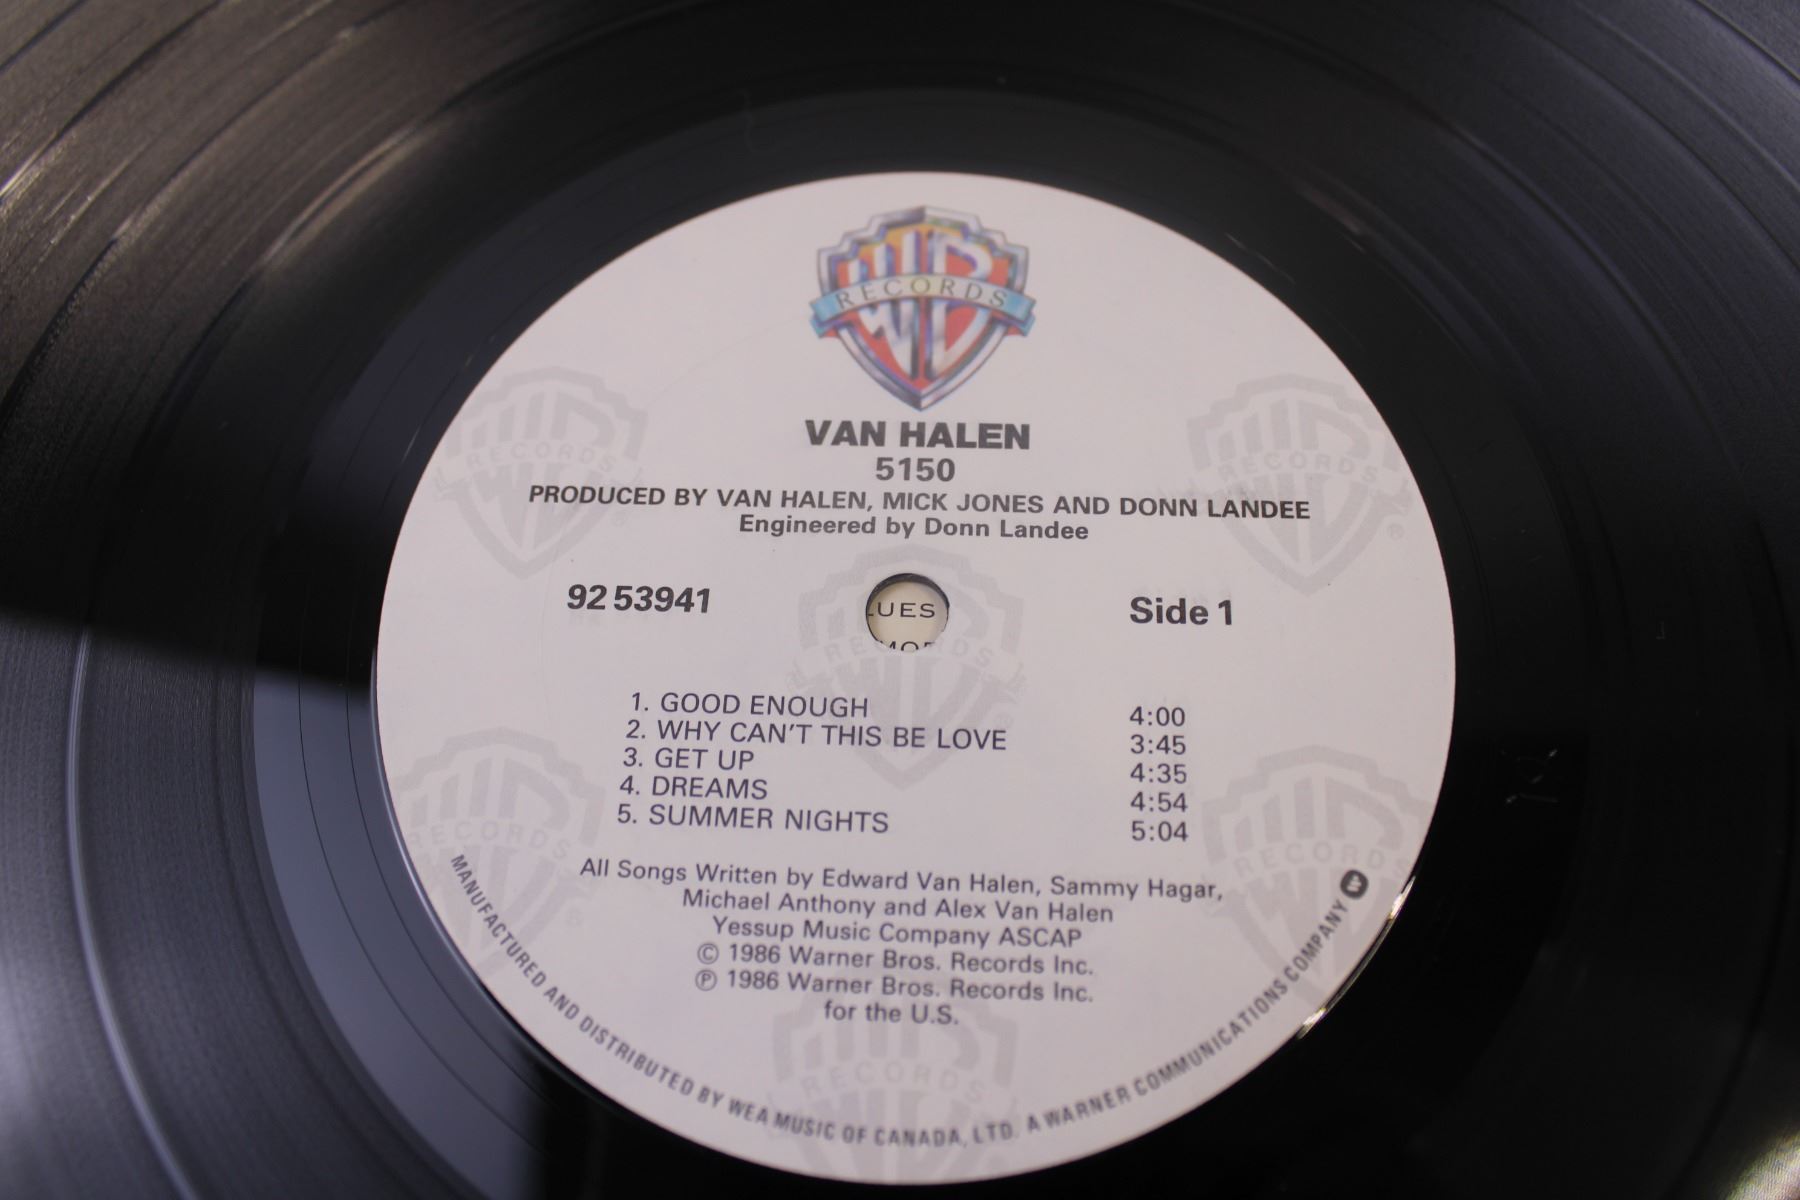 RECORDS
VAN HALEN
5150
PRODUCED BY VAN HALEN, MICK JONES AND DONN LANDEE
Engineered by Donn Landee
92 53941
Side 1
UES
1. GOOD ENOUGH 4:00
2. WHY CAN'T THIS BE LOVE 3:45
3. GET UP 4:35
4. DREAMS 4:54
5. SUMMER NIGHTS 5:04
All Songs Written by Edward Van Halen, Sammy Hagar,
Michael Anthony and Alex Van Halen
Yessup Music Company ASCAP
© 1986 Warner Bros. Records Inc.
℗ 1986 Warner Bros. Records Inc.
for the U.S.
MANUFACTURED AND DISTRIBUTED BY WEA MUSIC OF CANADA, LTD. A WARNER COMMUNICATIONS COMPANY